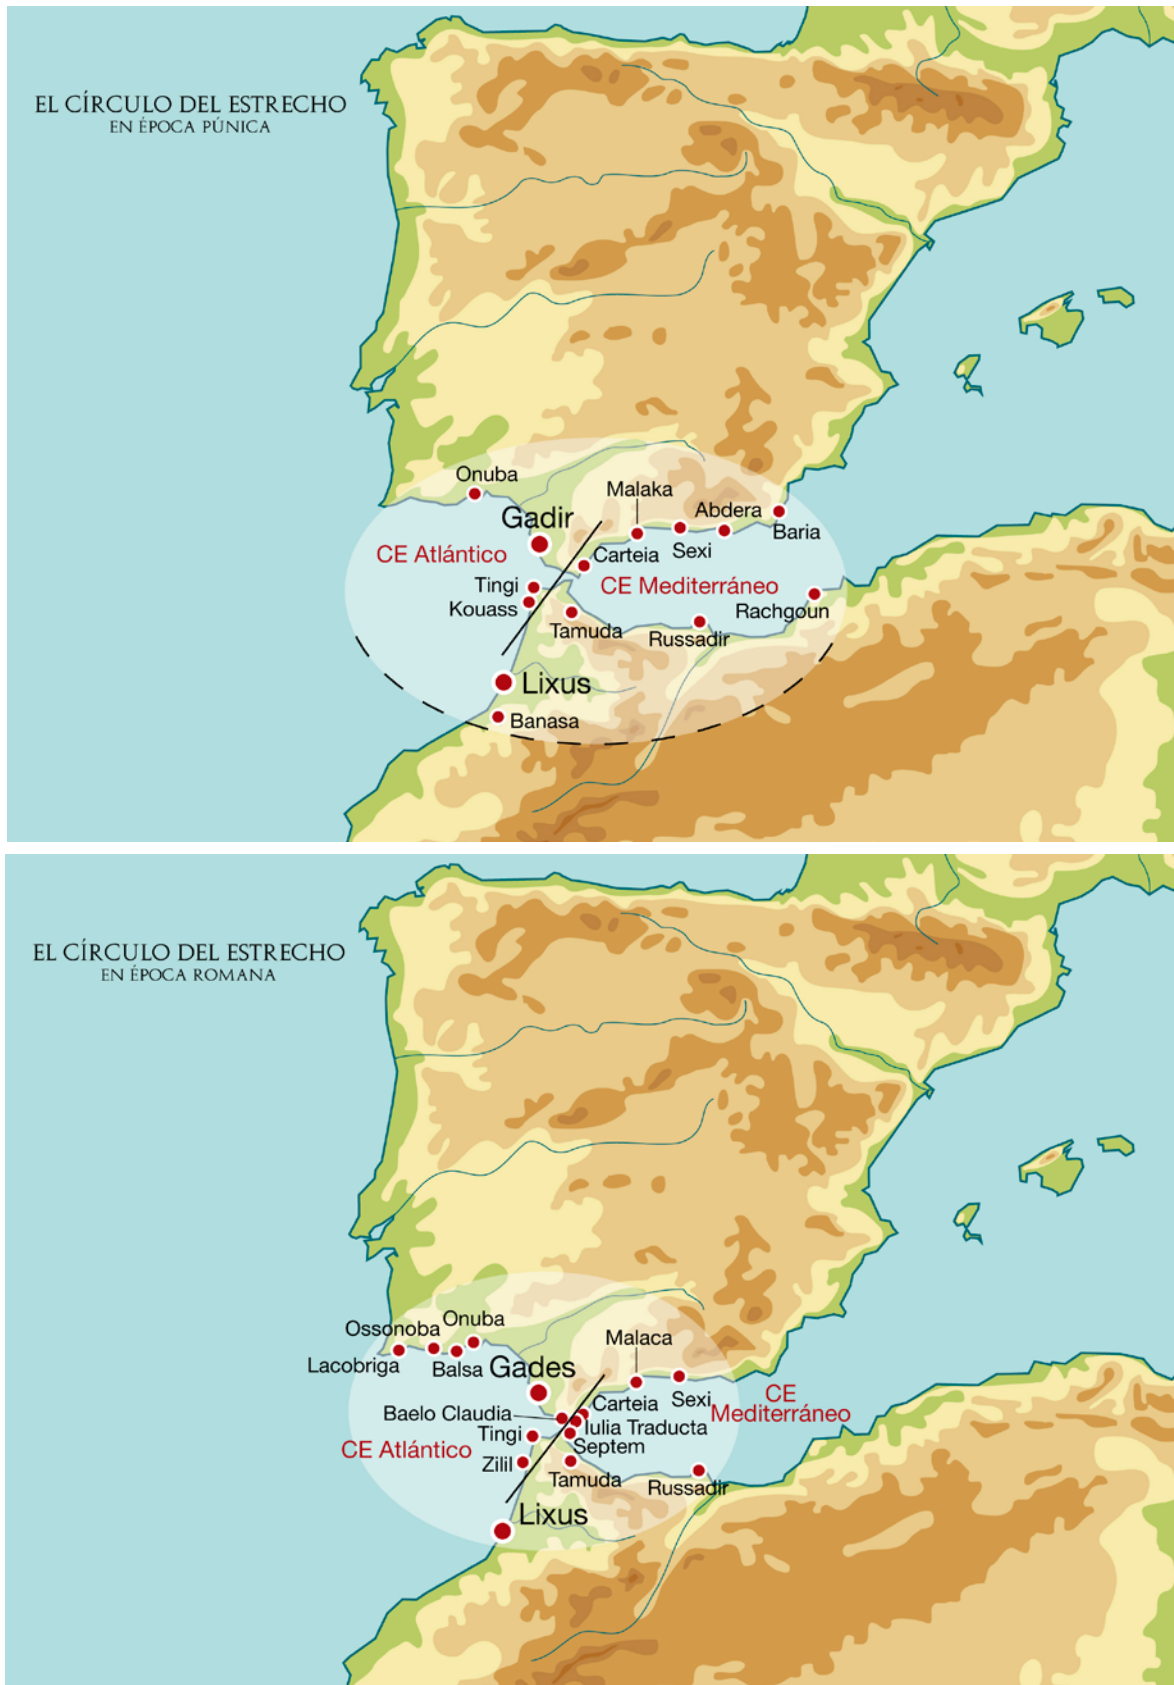 EL CÍRCULO DEL ESTRECHO
EN ÉPOCA PÚNICA
Onuba
Malaka
Gadir
Abdera
Baria
CE Atlántico
Carteia
Sexi
Tingi
CE Mediterráneo
Kouass
Rachgoun
Tamuda
Russadir
Lixus
Banasa
EL CÍRCULO DEL ESTRECHO
EN ÉPOCA ROMANA
Onuba
Ossonoba
Malaca
Lacobriga
Balsa
Gades
Sexi
CE
Mediterráneo
Carteia
Baelo Claudia
Iulia Traducta
Tingi
Septem
CE Atlántico
Zilil
Tamuda
Russadir
Lixus